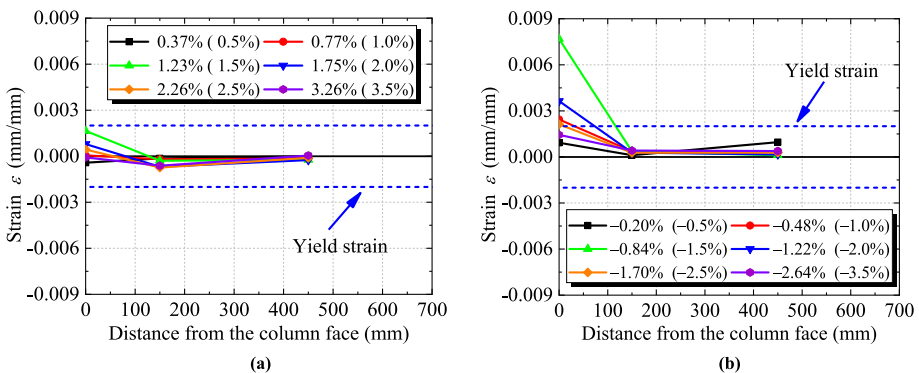 0.009
0.006
0.003
0.000
-0.003
-0.006
-0.009
Strain ε (mm/mm)
0.37% ( 0.5%) 0.77% ( 1.0%)
1.23% ( 1.5%) 1.75% ( 2.0%)
2.26% ( 2.5%) 3.26% ( 3.5%)
Yield strain
0 100 200 300 400 500 600 700
Distance from the column face (mm)
(a)
0.009
0.006
0.003
0.000
-0.003
-0.006
-0.009
Strain ε (mm/mm)
Yield strain
−0.20% (−0.5%) −0.48% (−1.0%)
−0.84% (−1.5%) −1.22% (−2.0%)
−1.70% (−2.5%) −2.64% (−3.5%)
0 100 200 300 400 500 600 700
Distance from the column face (mm)
(b)